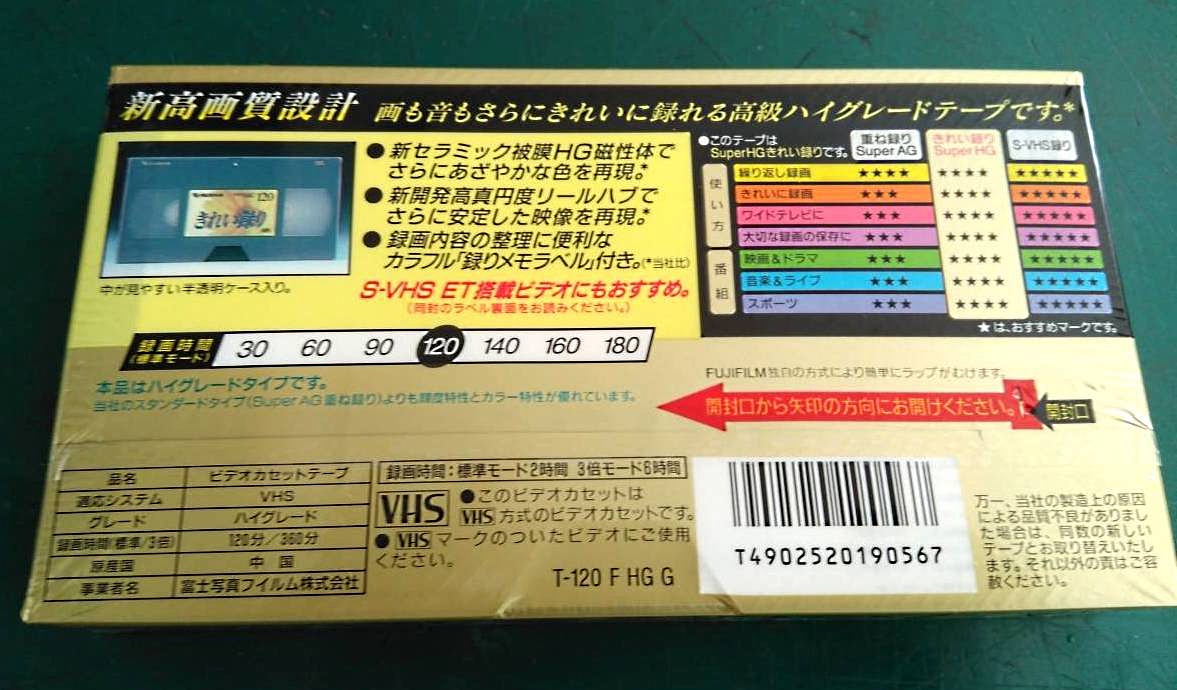 新高画質設計 画も音もさらにきれいに録れる高級ハイグレードテープです。*
120
きれい録り
中が見やすい半透明ケース入り。
●新セラミック被膜HG磁性体で
さらにあざやかな色を再現。*
●新開発高真円度リールハブで
さらに安定した映像を再現。*
●録画内容の整理に便利な
カラフル「録りメモラベル」付き。(*当社比)
S-VHS ET搭載ビデオにもおすすめ。
(同封のラベル裏面をお読みください。)
●このテープは
SuperHGきれい録りです。
重ね録り
Super AG
きれい録り
Super HG
S-VHS録り
使い方
繰り返し録画 ★★★★ ★★★★ ★★★★★
きれいに録画 ★★★ ★★★★ ★★★★★
ワイドテレビに ★★★ ★★★★ ★★★★★
大切な録画の保存に ★★★ ★★★★ ★★★★★
番組
映画&ドラマ ★★★ ★★★★ ★★★★★
音楽&ライブ ★★★ ★★★★ ★★★★★
スポーツ ★★★ ★★★★ ★★★★★
★は、おすすめマークです。
録画時間
(標準モード)
30 60 90 120 140 160 180
本品はハイグレードタイプです。
当社のスタンダードタイプ(Super AG重ね録り)よりも輝度特性とカラー特性が優れています。
FUJIFILM独自の方式により簡単にラップがむけます。
開封口から矢印の方向にお開けください。
開封口
品名 ビデオカセットテープ
適応システム VHS
グレード ハイグレード
録画時間(標準/3倍) 120分/360分
原産国 中国
事業者名 富士写真フイルム株式会社
録画時間:標準モード2時間 3倍モード6時間
VHS
●このビデオカセットは
VHS方式のビデオカセットです。
●VHSマークのついたビデオにご使用
ください。
T-120 F HG G
T4902520190567
万一、当社の製造上の原因
による品質不良がありまし
た場合は、同数の新しい
テープとお取り替えいたし
ます。それ以外の責はご容
赦ください。